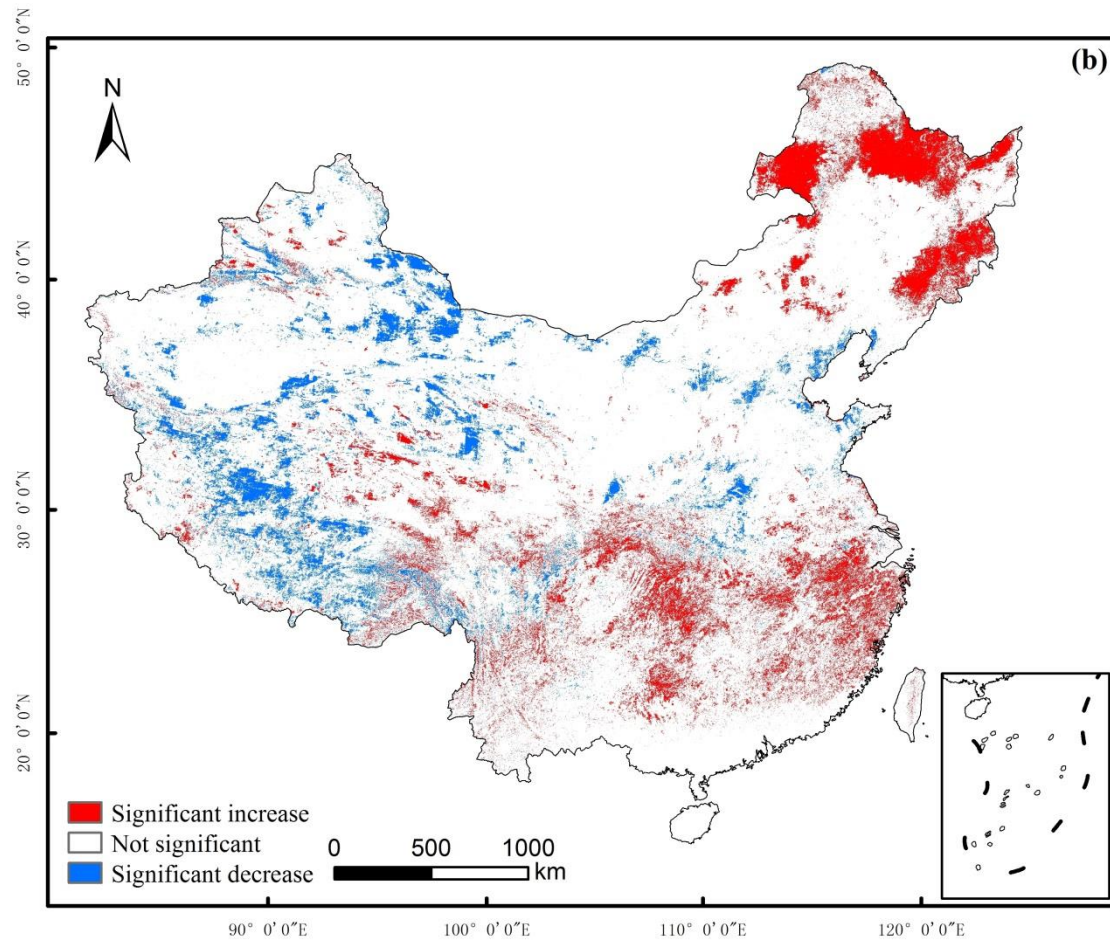 (b)
N
50° 0′0″N
40° 0′0″N
30° 0′0″N
20° 0′0″N
Significant increase
Not significant
Significant decrease
0 500 1000
km
90° 0′0″E 100° 0′0″E 110° 0′0″E 120° 0′0″E